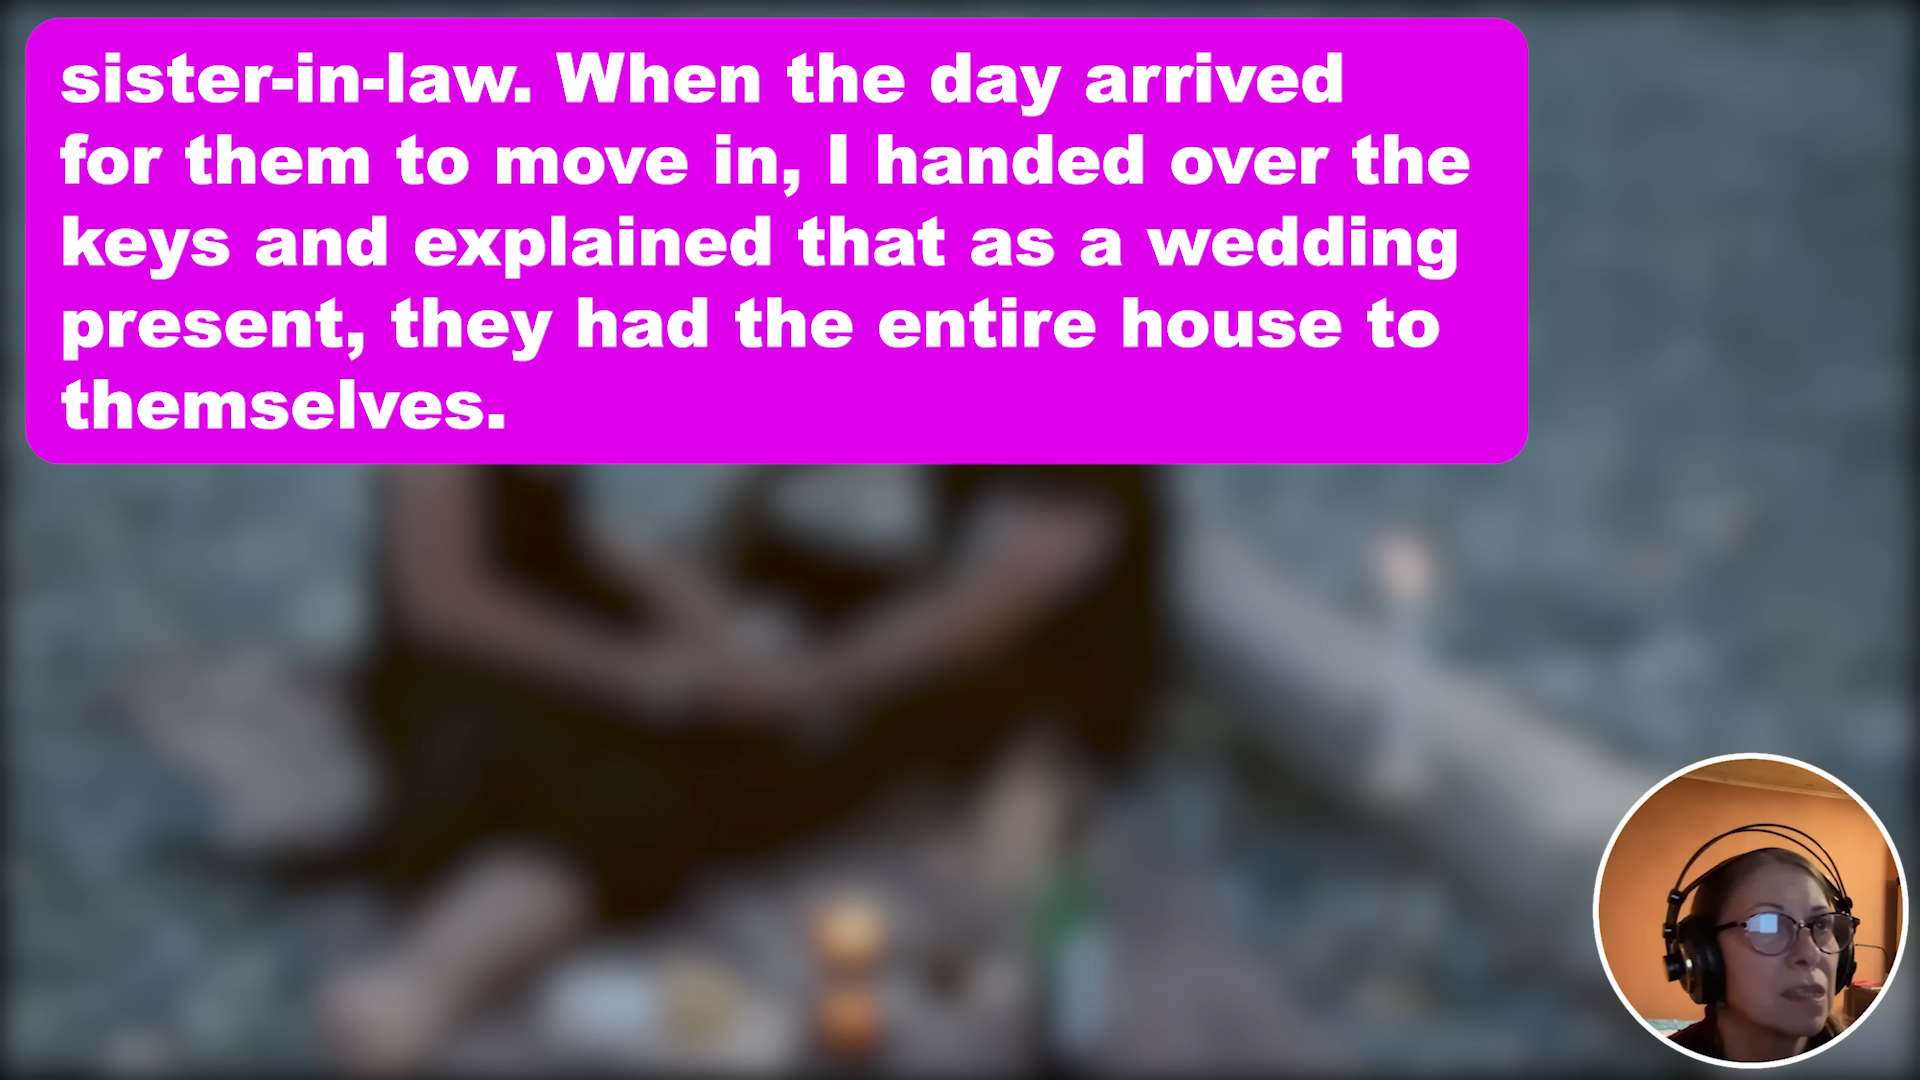 sister-in-law. When the day arrived
for them to move in, I handed over the
keys and explained that as a wedding
present, they had the entire house to
themselves.